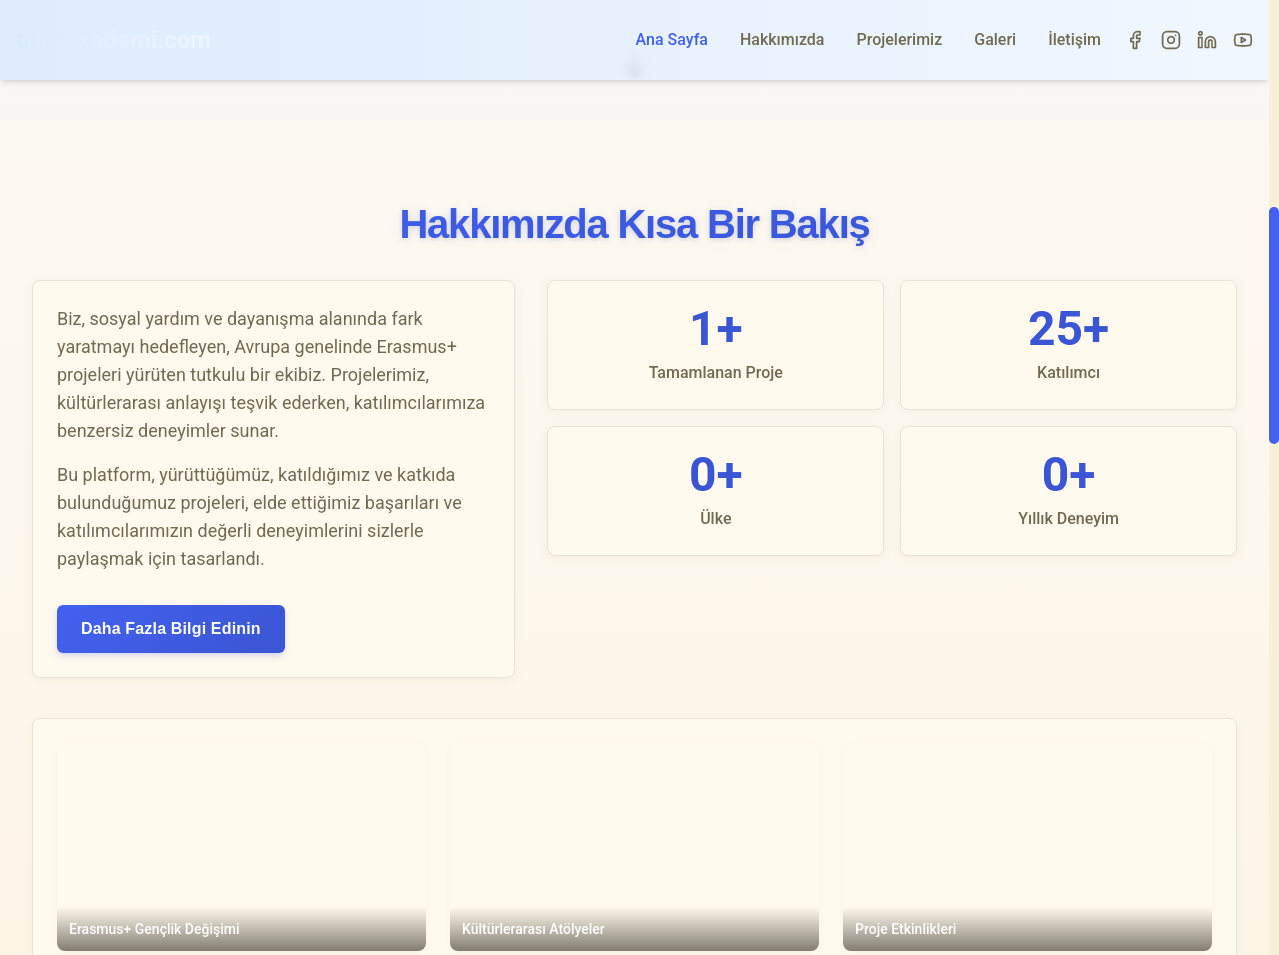 Ana Sayfa
Hakkımızda
Projelerimiz
Galeri
İletişim
Hakkımızda Kısa Bir Bakış
Biz, sosyal yardım ve dayanışma alanında fark
yaratmayı hedefleyen, Avrupa genelinde Erasmus+
projeleri yürüten tutkulu bir ekibiz. Projelerimiz,
kültürlerarası anlayışı teşvik ederken, katılımcılarımıza
benzersiz deneyimler sunar.
Bu platform, yürüttüğümüz, katıldığımız ve katkıda
bulunduğumuz projeleri, elde ettiğimiz başarıları ve
katılımcılarımızın değerli deneyimlerini sizlerle
paylaşmak için tasarlandı.
Daha Fazla Bilgi Edinin
1+
Tamamlanan Proje
25+
Katılımcı
0+
Ülke
0+
Yıllık Deneyim
Erasmus+ Gençlik Değişimi
Kültürlerarası Atölyeler
Proje Etkinlikleri